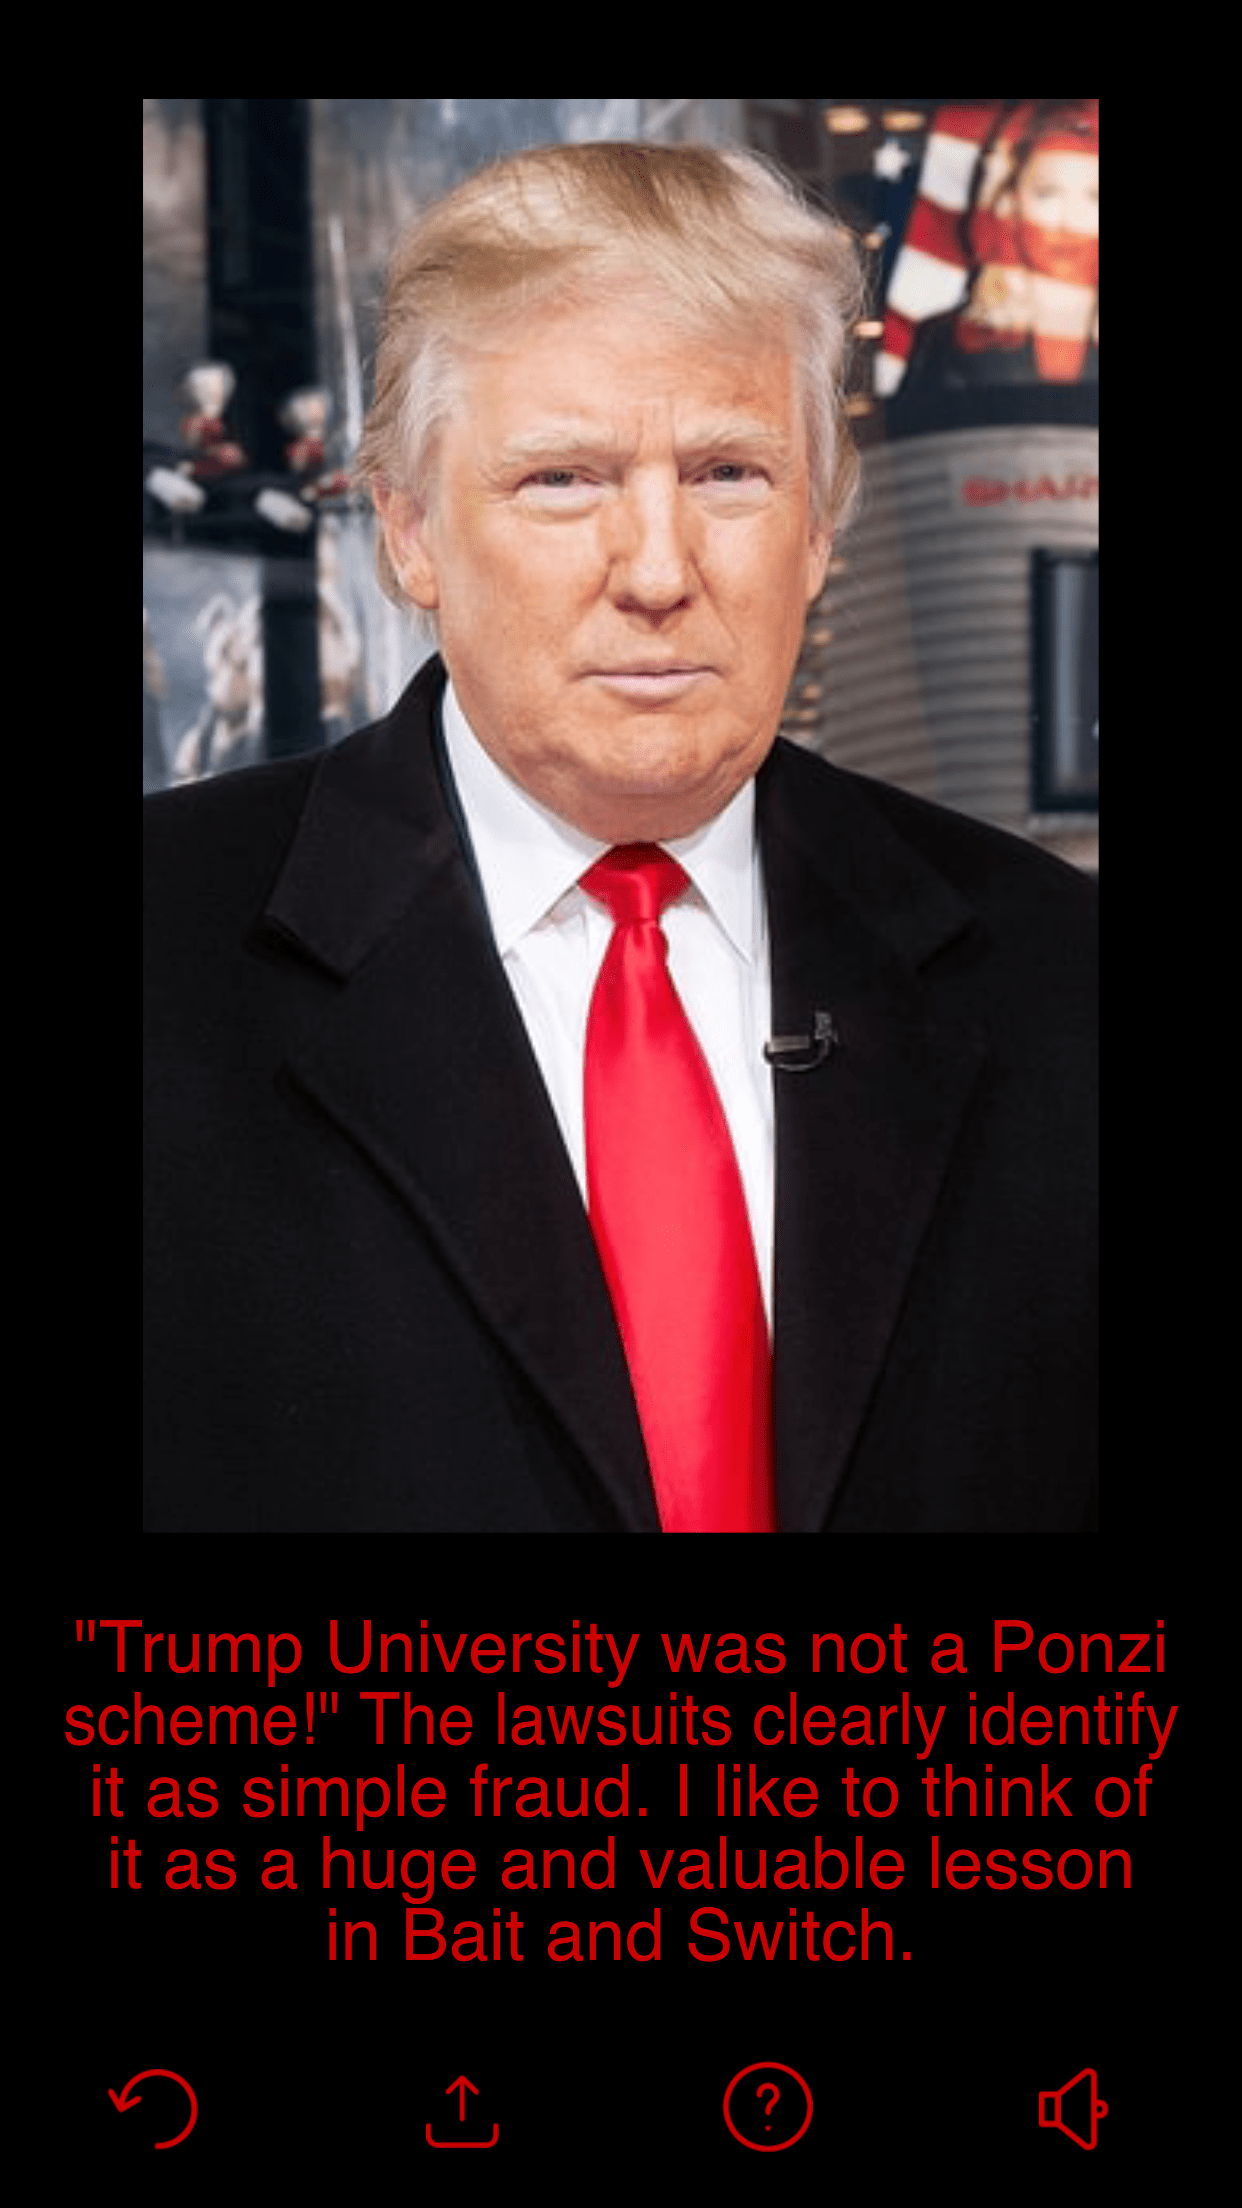 SHAR
"Trump University was not a Ponzi
scheme!" The lawsuits clearly identify
it as simple fraud. I like to think of
it as a huge and valuable lesson
in Bait and Switch.
?